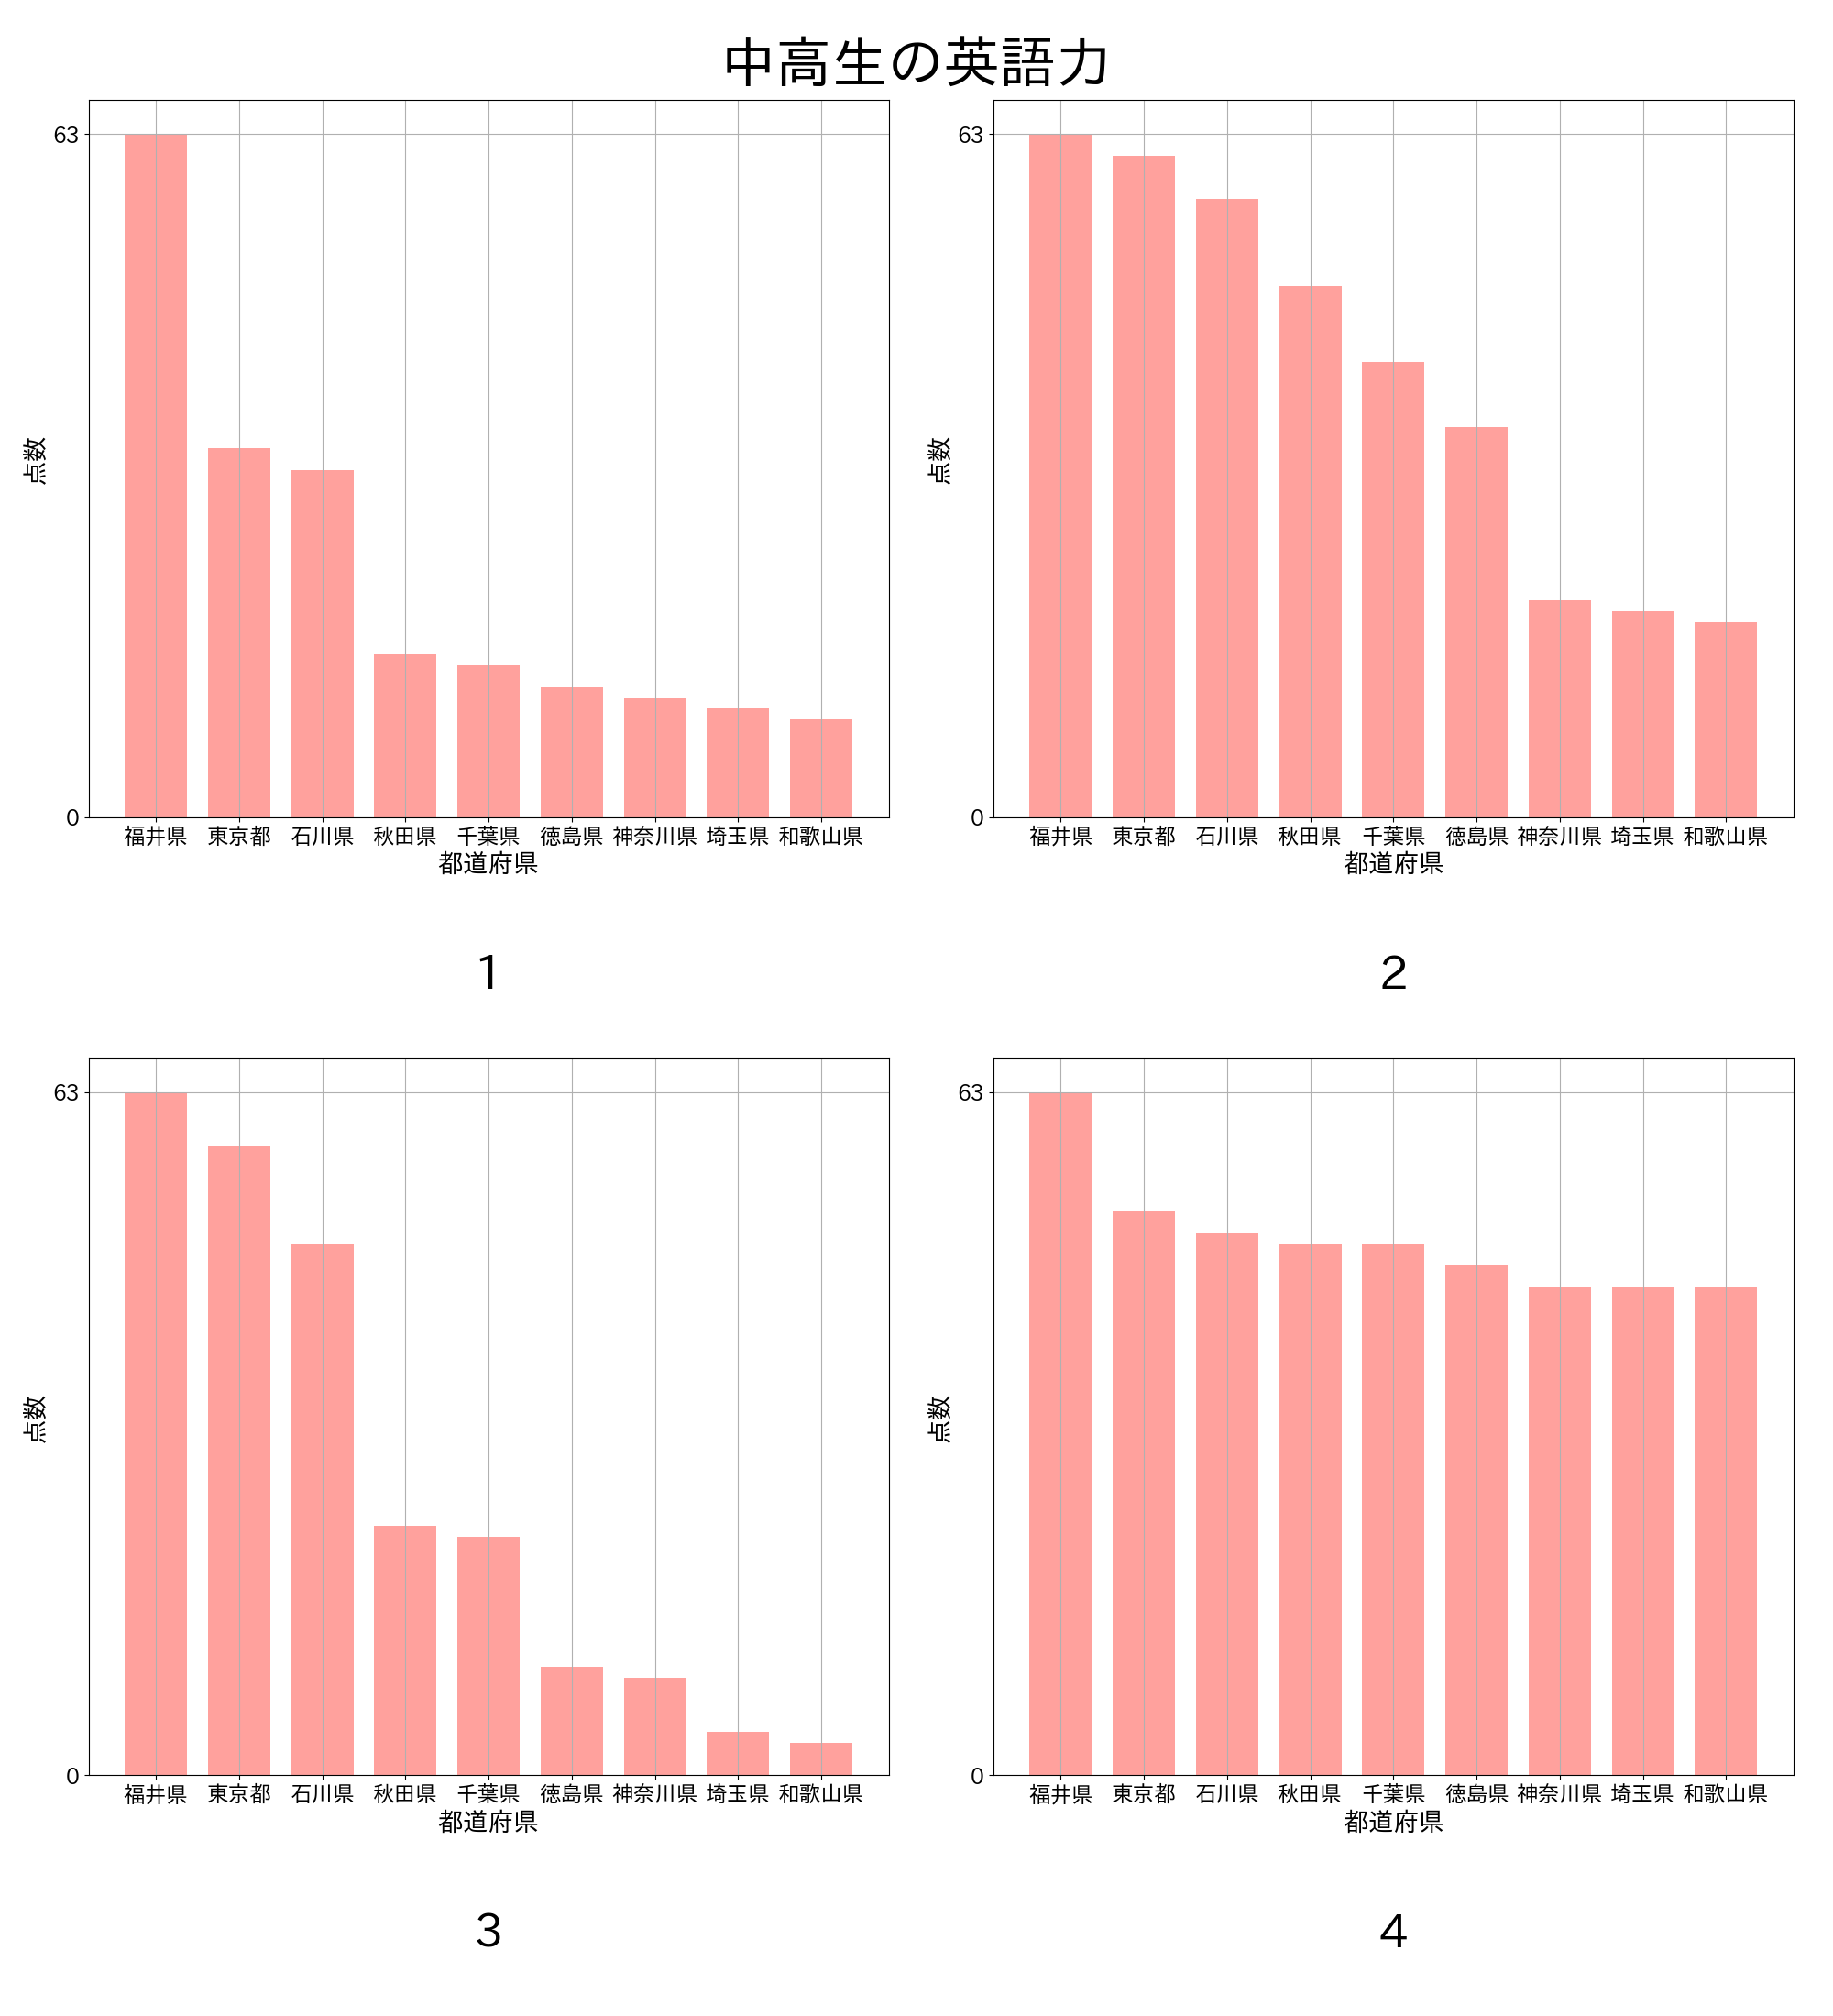 中高生の英語力
63
0
点数
福井県 東京都 石川県 秋田県 千葉県 徳島県 神奈川県 埼玉県 和歌山県
都道府県
1
63
0
点数
福井県 東京都 石川県 秋田県 千葉県 徳島県 神奈川県 埼玉県 和歌山県
都道府県
2
63
0
点数
福井県 東京都 石川県 秋田県 千葉県 徳島県 神奈川県 埼玉県 和歌山県
都道府県
3
63
0
点数
福井県 東京都 石川県 秋田県 千葉県 徳島県 神奈川県 埼玉県 和歌山県
都道府県
4